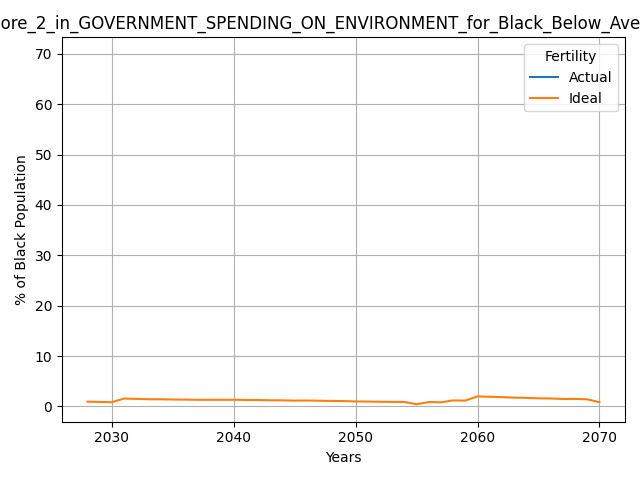 ore_2_in_GOVERNMENT_SPENDING_ON_ENVIRONMENT_for_Black_Below_Ave
Fertility
Actual
Ideal
% of Black Population
70
60
50
40
30
20
10
0
2030 2040 2050 2060 2070
Years